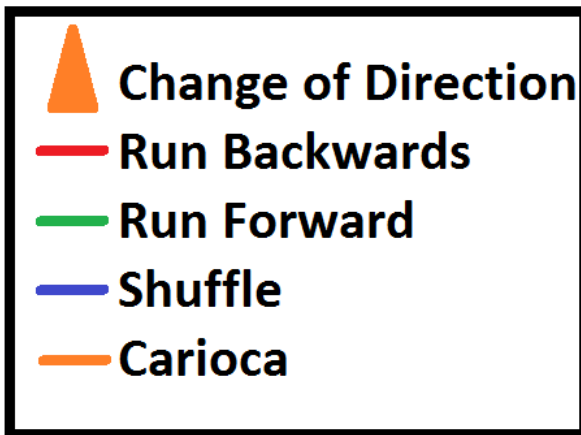 Change of Direction
Run Backwards
Run Forward
Shuffle
Carioca